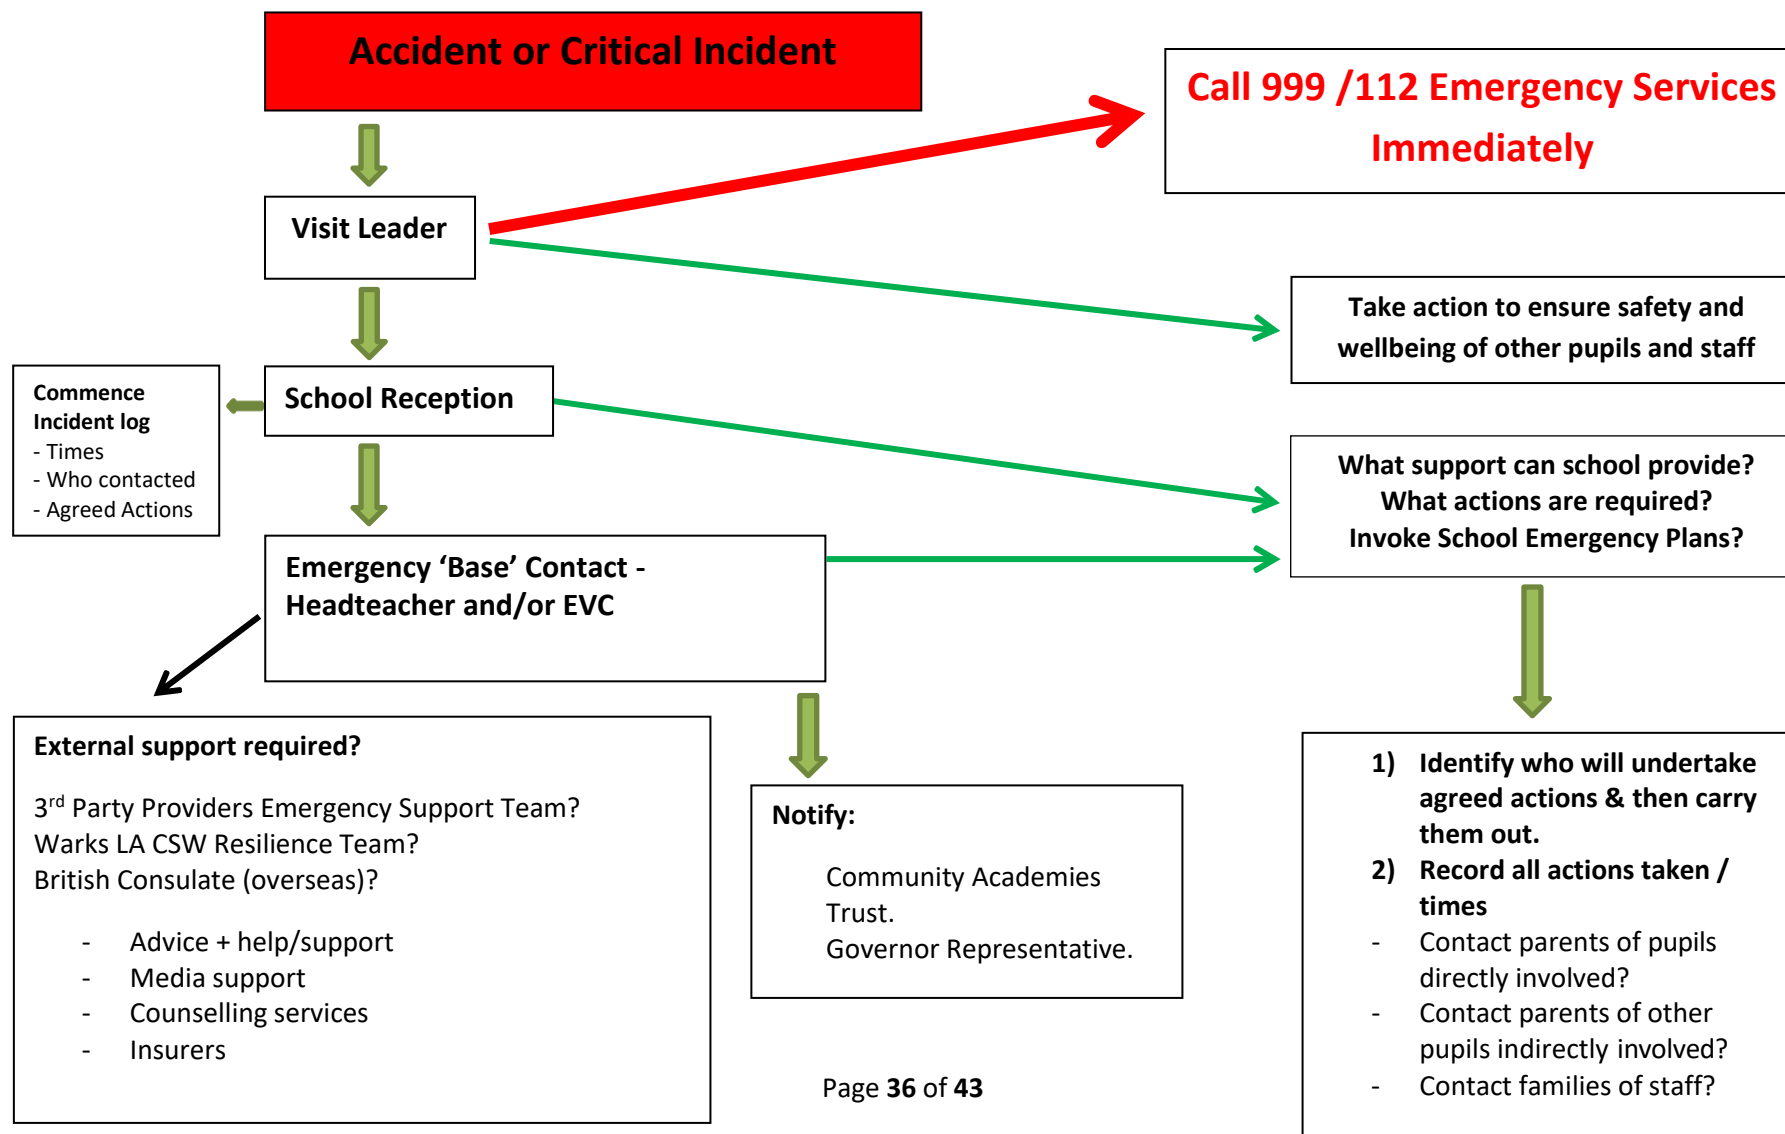 Accident or Critical Incident
Call 999 /112 Emergency Services
Immediately
Visit Leader
Take action to ensure safety and
wellbeing of other pupils and staff
School Reception
Commence
Incident log
- Times
- Who contacted
- Agreed Actions
What support can school provide?
What actions are required?
Invoke School Emergency Plans?
Emergency ‘Base’ Contact -
Headteacher and/or EVC
External support required?
3rd Party Providers Emergency Support Team?
Warks LA CSW Resilience Team?
British Consulate (overseas)?
- Advice + help/support
- Media support
- Counselling services
- Insurers
Notify:
Community Academies
Trust.
Governor Representative.
1) Identify who will undertake
agreed actions & then carry
them out.
2) Record all actions taken /
times
- Contact parents of pupils
directly involved?
- Contact parents of other
pupils indirectly involved?
- Contact families of staff?
Page 36 of 43